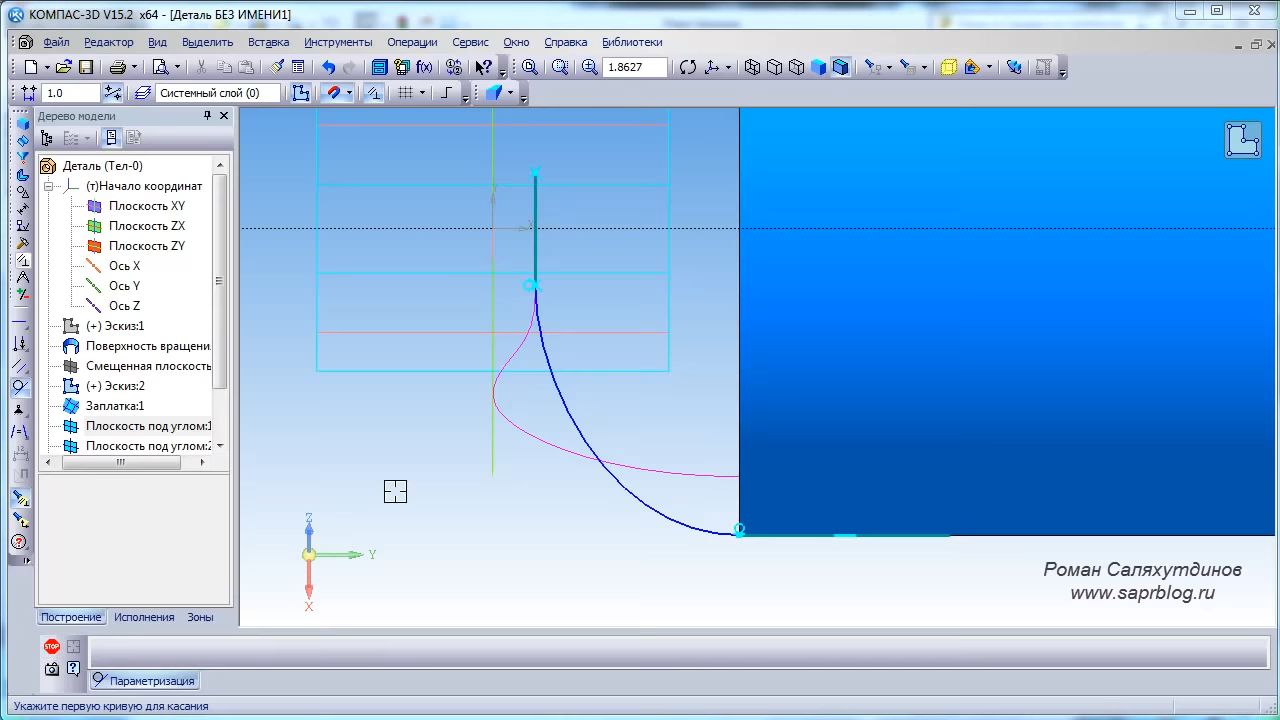 КОМПАС-3D V15.2 x64 - [Деталь БЕЗ ИМЕНИ1]
Файл Редактор Вид Выделить Вставка Инструменты Операции Сервис Окно Справка Библиотеки
1.8627
f(x)
1.0
Системный слой (0)
Дерево модели
Деталь (Тел-0)
(т)Начало координат
Плоскость XY
Плоскость ZX
Плоскость ZY
Ось X
Ось Y
Ось Z
(+) Эскиз:1
Поверхность вращени
Смещенная плоскость
(+) Эскиз:2
Заплатка:1
Плоскость под углом:1
Плоскость под углом:2
Z
Y
X
Роман Саляхутдинов
www.saprblog.ru
Построение Исполнения Зоны
STOP
Параметризация
Укажите первую кривую для касания